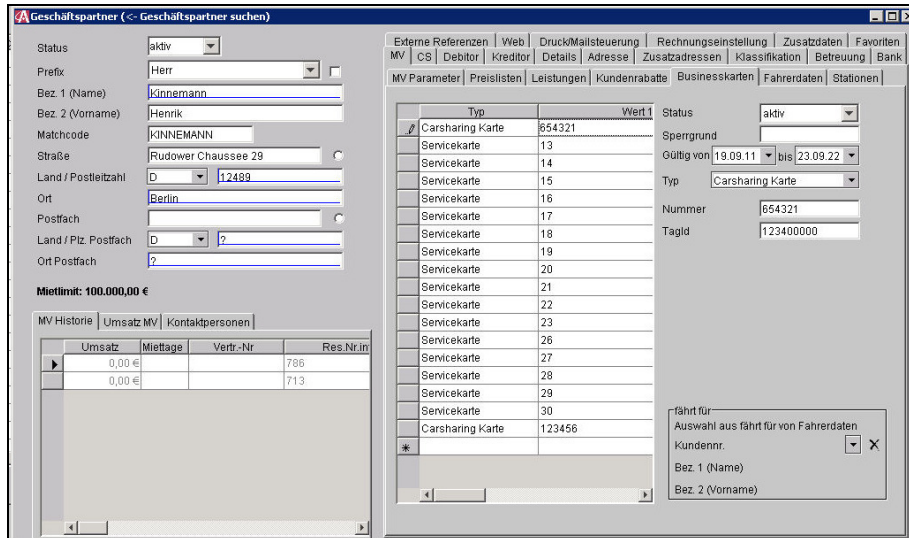 Geschäftspartner (<- Geschäftspartner suchen)
Status aktiv
Prefix Herr
Bez. 1 (Name) Kinnemann
Bez. 2 (Vorname) Henrik
Matchcode KINNEMANN
Straße Rudower Chaussee 29
Land / Postleitzahl D 12489
Ort Berlin
Postfach
Land / Plz. Postfach D ?
Ort Postfach ?
Mietlimit: 100.000,00 €
MV Historie Umsatz MV Kontaktpersonen
Umsatz Miettage Vertr.-Nr Res.Nr.in
0,00 € 786
0,00 € 713
Externe Referenzen Web Druck/Mailsteuerung Rechnungseinstellung Zusatzdaten Favoriten
MV CS Debitor Kreditor Details Adresse Zusatzadressen Klassifikation Betreuung Bank
MV Parameter Preislisten Leistungen Kundenrabatte Businesskarten Fahrerdaten Stationen
Typ Wert 1
Carsharing Karte 654321
Servicekarte 13
Servicekarte 14
Servicekarte 15
Servicekarte 16
Servicekarte 17
Servicekarte 18
Servicekarte 19
Servicekarte 20
Servicekarte 21
Servicekarte 22
Servicekarte 23
Servicekarte 26
Servicekarte 27
Servicekarte 28
Servicekarte 29
Servicekarte 30
Carsharing Karte 123456
Status aktiv
Sperrgrund
Gültig von 19.09.11 bis 23.09.22
Typ Carsharing Karte
Nummer 654321
TagId 123400000
fährt für
Auswahl aus fährt für von Fahrerdaten
Kundennr.
Bez. 1 (Name)
Bez. 2 (Vorname)